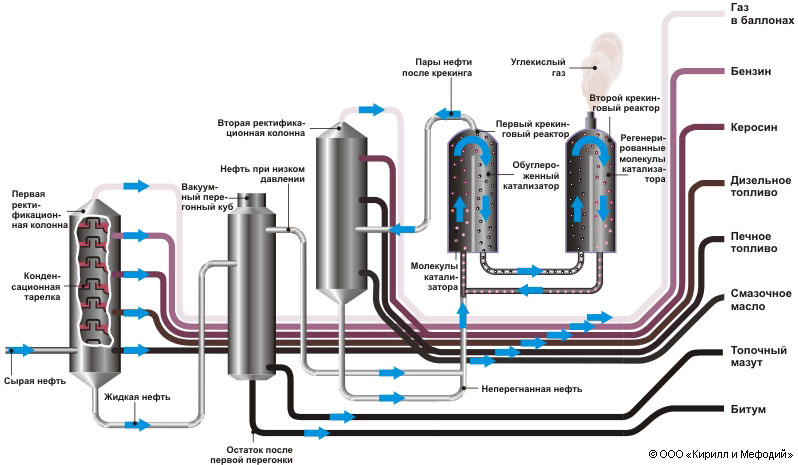 Газ
в баллонах
Пары нефти
после крекинга
Углекислый
газ
Бензин
Второй крекин-
говый реактор
Вторая ректифик-
ационная колонна
Первый крекин-
говый реактор
Керосин
Регенери-
рованные
молекулы
катализа-
тора
Обуглеро-
женный
катализатор
Нефть при низком
давлении
Вакуум-
ный пере-
гонный куб
Дизельное
топливо
Первая
ректи-
фикацион-
ная колонна
Печное
топливо
Конден-
сационная
тарелка
Молекулы
катали-
затора
Смазочное
масло
Топочный
мазут
Сырая нефть
Жидкая нефть
Неперегнанная нефть
Битум
Остаток после
первой перегонки
© ООО «Кирилл и Мефодий»